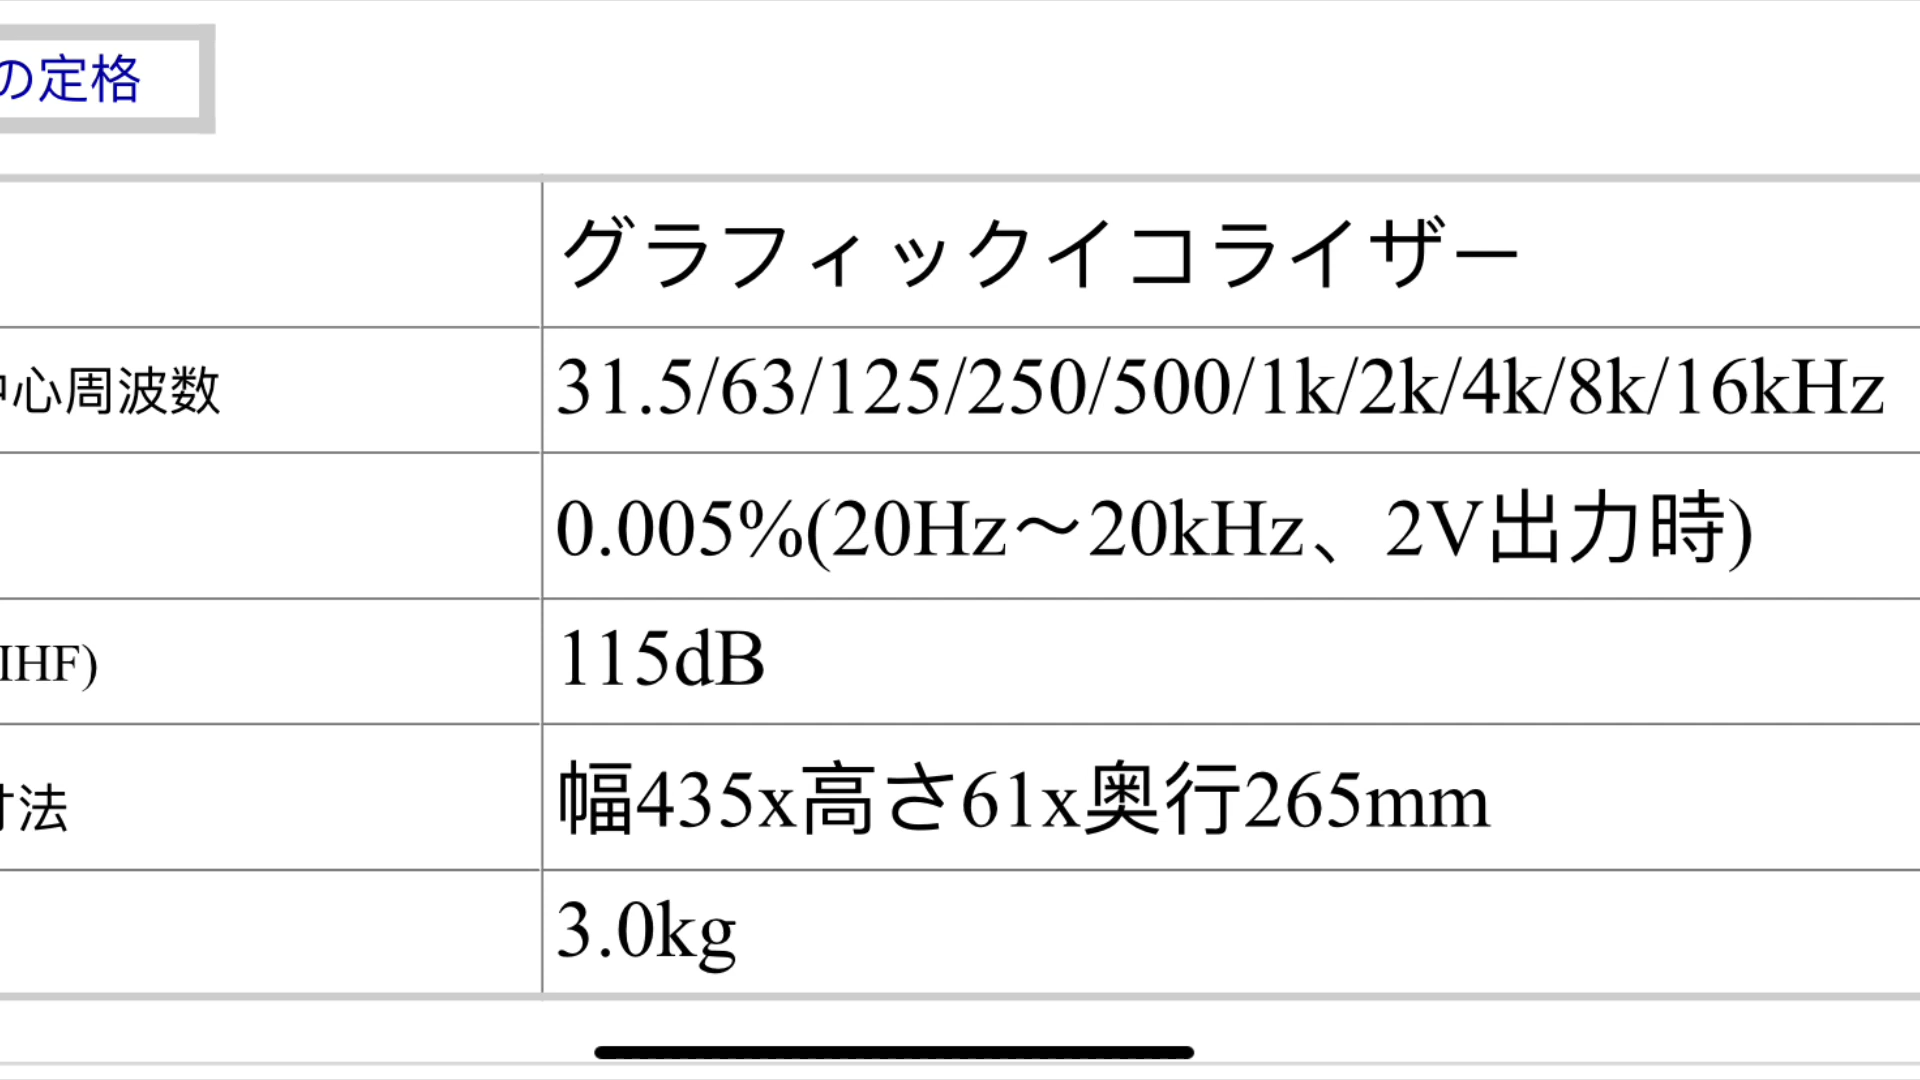 の定格
グラフィックイコライザー
中心周波数 31.5/63/125/250/500/1k/2k/4k/8k/16kHz
0.005%(20Hz～20kHz、2V出力時)
IHF) 115dB
寸法 幅435x高さ61x奥行265mm
3.0kg